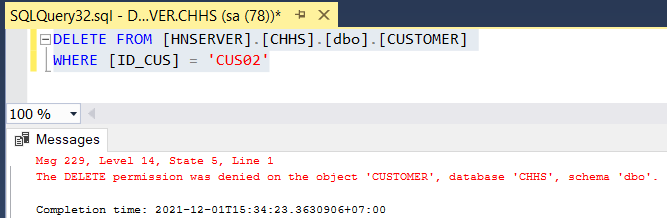 SQLQuery32.sql - D...VER.CHHS (sa (78))*
DELETE FROM [HNSERVER].[CHHS].[dbo].[CUSTOMER]
WHERE [ID_CUS] = 'CUS02'
100 %
Messages
Msg 229, Level 14, State 5, Line 1
The DELETE permission was denied on the object 'CUSTOMER', database 'CHHS', schema 'dbo'.
Completion time: 2021-12-01T15:34:23.3630906+07:00